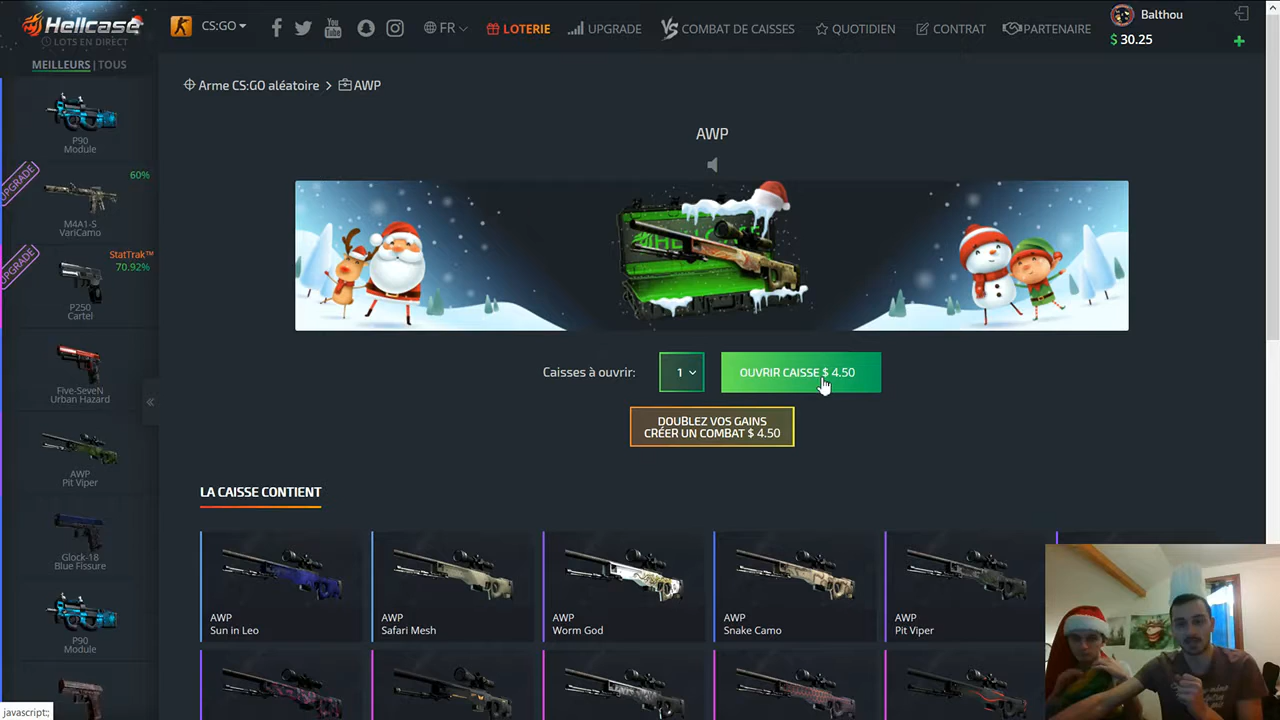 Hellcase
LOTS EN DIRECT
MEILLEURS | TOUS
CS:GO
You
Tube
FR
LOTERIE
UPGRADE
VS COMBAT DE CAISSES
QUOTIDIEN
CONTRAT
PARTENAIRE
Balthou
$ 30.25
P90
Module
UPGRADE
60%
M4A1-S
VariCamo
UPGRADE
StatTrak™
70.92%
P250
Cartel
Five-SeveN
Urban Hazard
AWP
Pit Viper
Glock-18
Blue Fissure
P90
Module
Arme CS:GO aléatoire > AWP
AWP
Caisses à ouvrir:
1
OUVRIR CAISSE $ 4.50
DOUBLEZ VOS GAINS
CRÉER UN COMBAT $ 4.50
LA CAISSE CONTIENT
AWP
Sun in Leo
AWP
Safari Mesh
AWP
Worm God
AWP
Snake Camo
AWP
Pit Viper
javascript:;